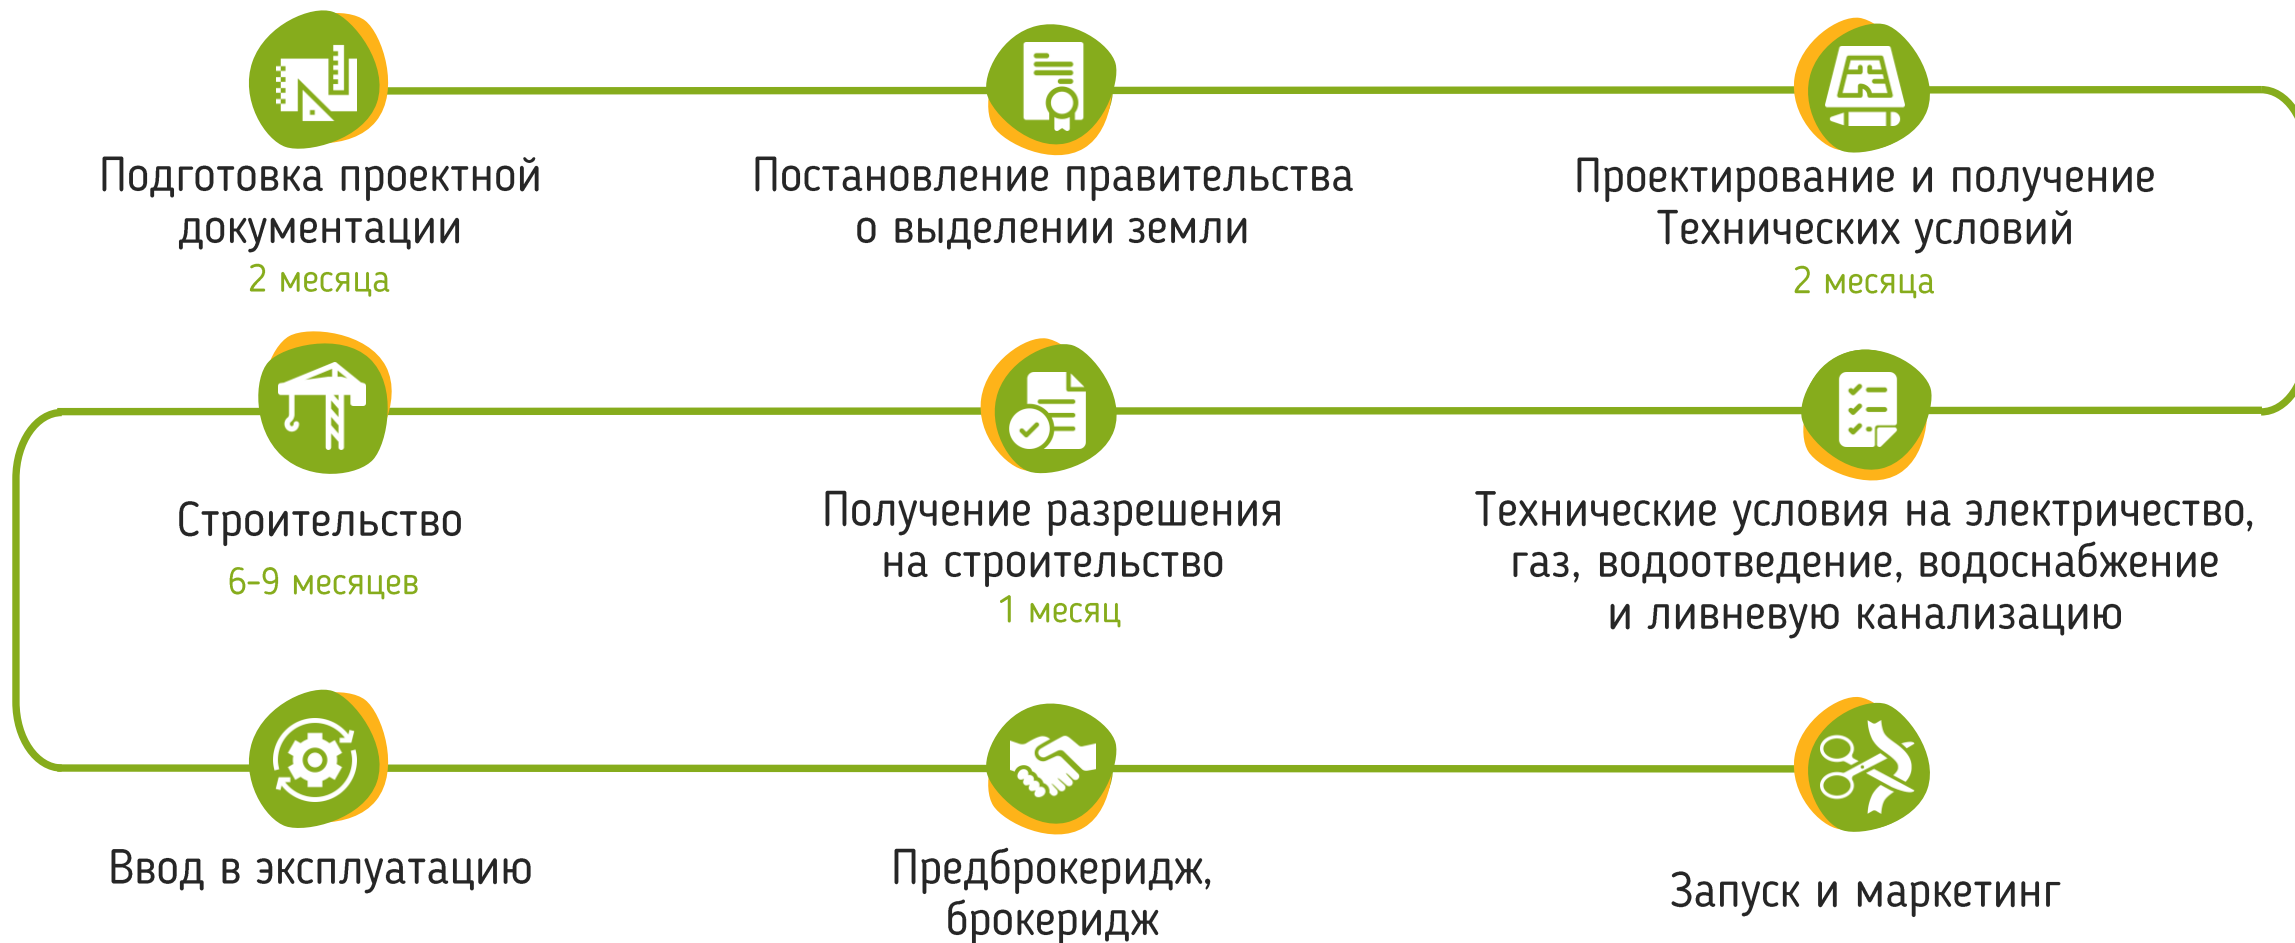 Подготовка проектной
документации
2 месяца
Постановление правительства
о выделении земли
Проектирование и получение
Технических условий
2 месяца
Технические условия на электричество,
газ, водоотведение, водоснабжение
и ливневую канализацию
Получение разрешения
на строительство
1 месяц
Строительство
6-9 месяцев
Ввод в эксплуатацию
Предброкеридж,
брокеридж
Запуск и маркетинг